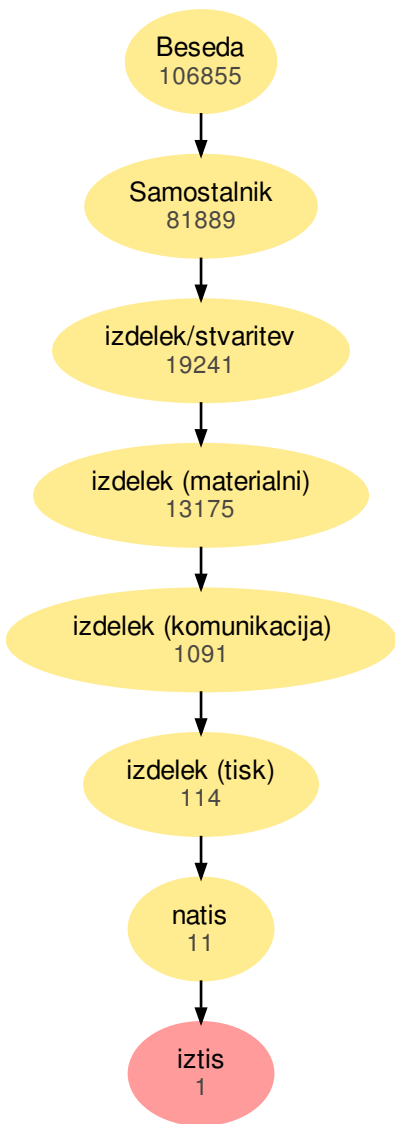 Beseda
106855
Samostalnik
81889
izdelek/stvaritev
19241
izdelek (materialni)
13175
izdelek (komunikacija)
1091
izdelek (tisk)
114
natis
11
iztis
1